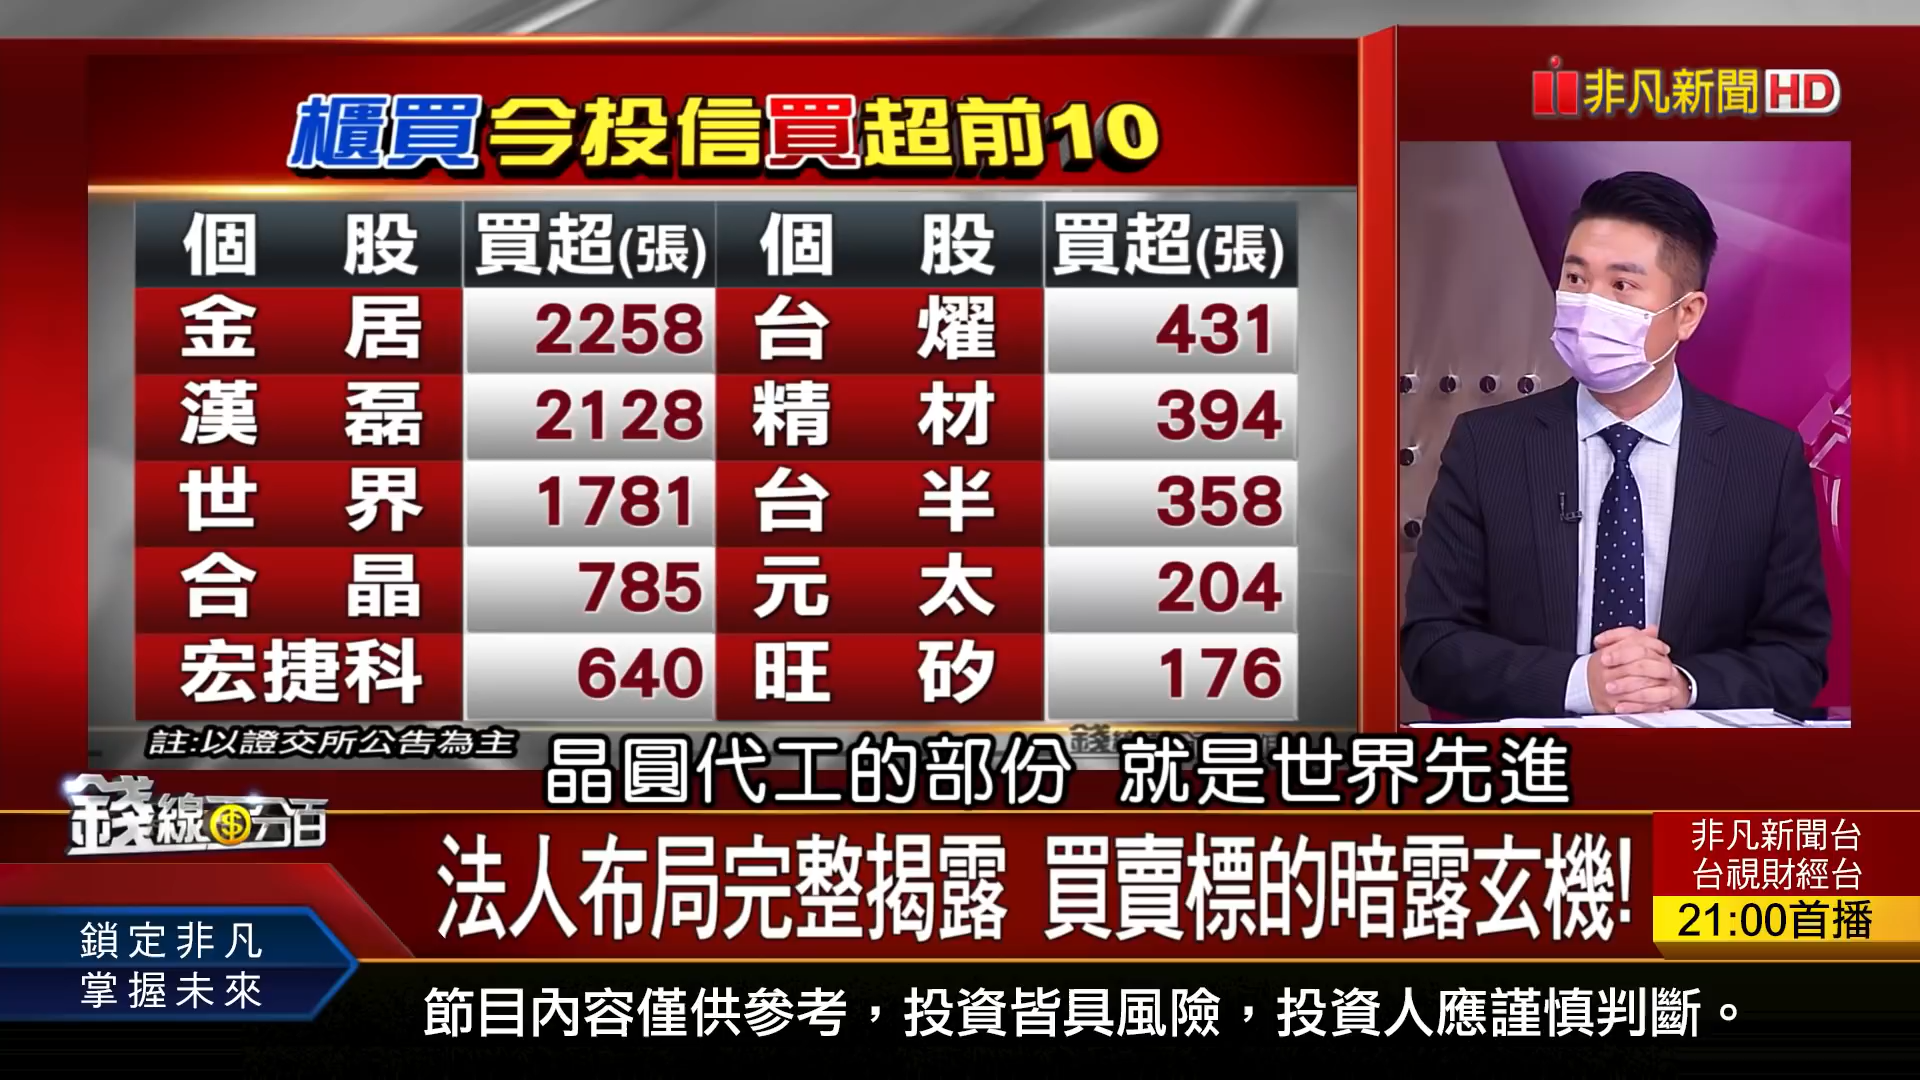 櫃買今投信買超前10
非凡新聞HD
個股 買超(張) 個股 買超(張)
金居 2258 台燿 431
漢磊 2128 精材 394
世界 1781 台半 358
合晶 785 元太 204
宏捷科 640 旺矽 176
註:以證交所公告為主
晶圓代工的部份 就是世界先進
錢線百分百
法人布局完整揭露 買賣標的暗露玄機!
非凡新聞台
台視財經台
21:00首播
鎖定非凡
掌握未來
節目內容僅供參考，投資皆具風險，投資人應謹慎判斷。